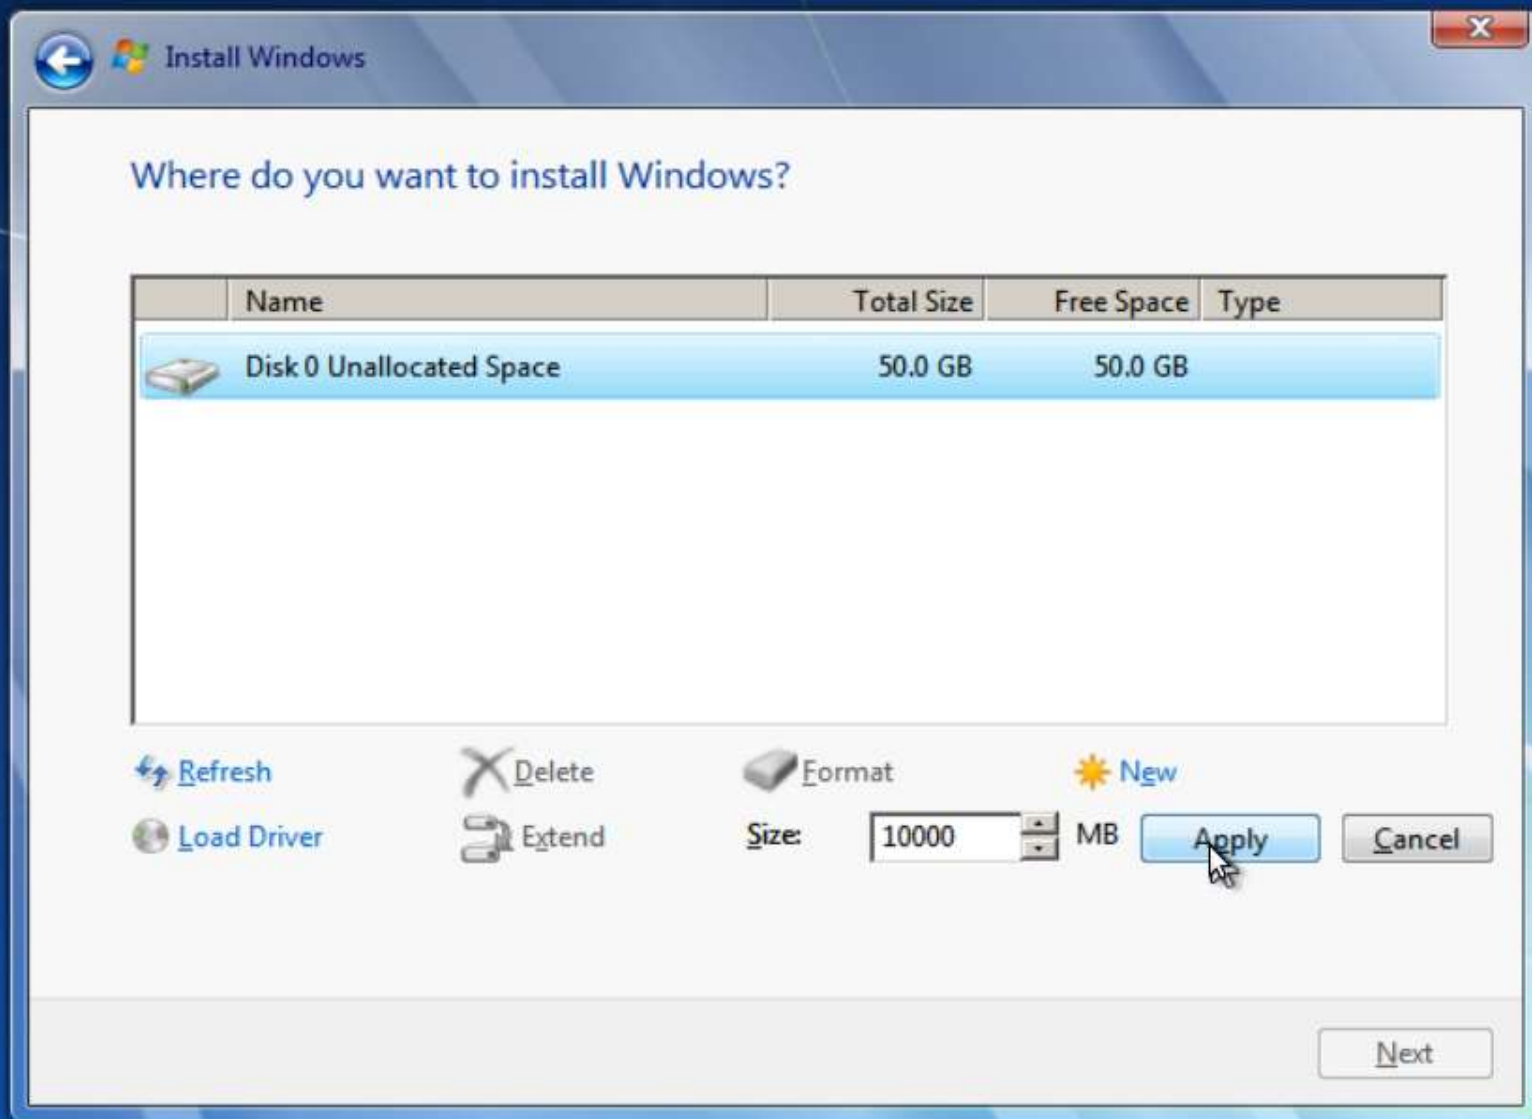 Install Windows
Where do you want to install Windows?
Name Total Size Free Space Type
Disk 0 Unallocated Space 50.0 GB 50.0 GB
Refresh Delete Format New
Load Driver Extend Size: 10000 MB Apply Cancel
Next